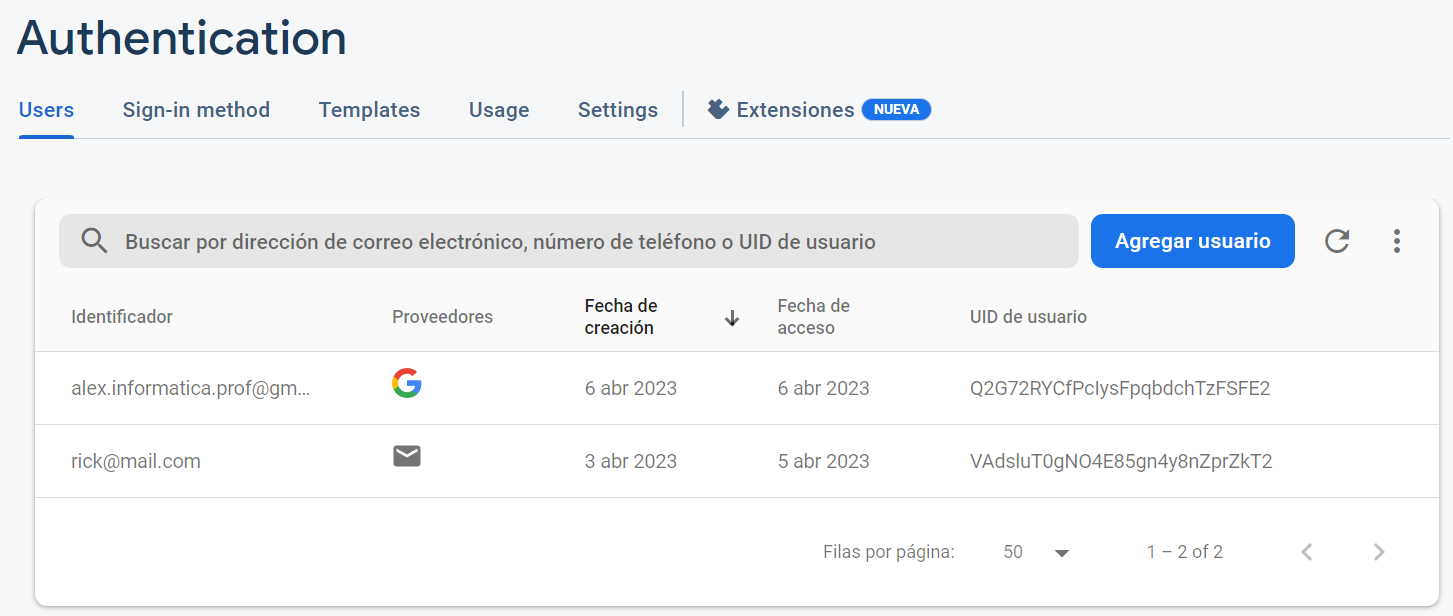 Authentication
Users Sign-in method Templates Usage Settings Extensiones NUEVA
Buscar por dirección de correo electrónico, número de teléfono o UID de usuario Agregar usuario
Identificador Proveedores Fecha de creación Fecha de acceso UID de usuario
alex.informatica.prof@gm... 6 abr 2023 6 abr 2023 Q2G72RYCfPcIysFpqbdchTzFSFE2
rick@mail.com 3 abr 2023 5 abr 2023 VAdsluT0gNO4E85gn4y8nZprZkT2
Filas por página: 50 1 – 2 of 2